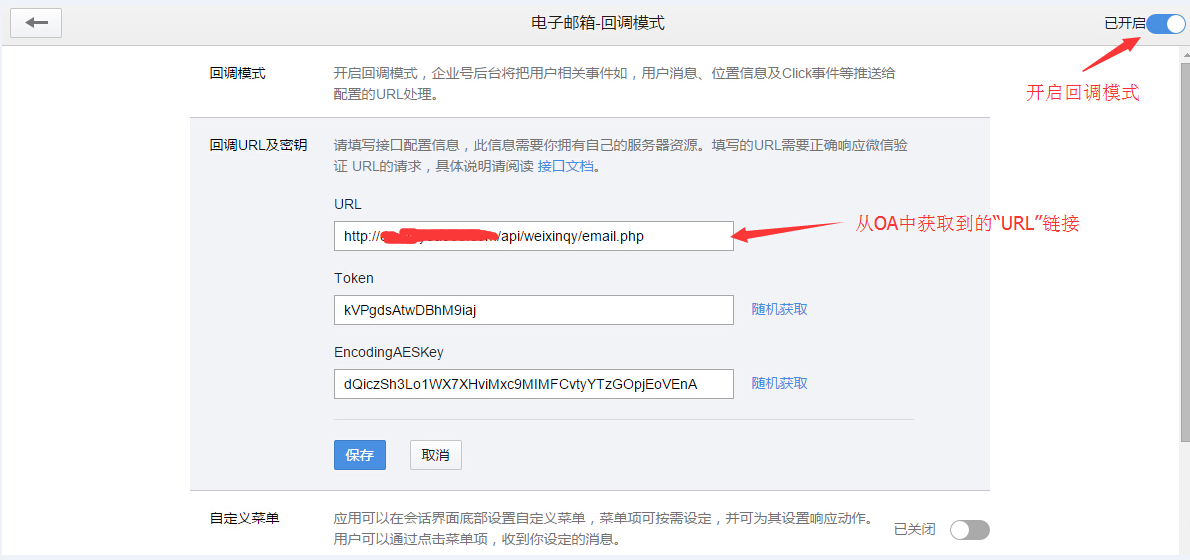 电子邮箱-回调模式
已开启
开启回调模式
回调模式
开启回调模式，企业号后台将把用户相关事件如，用户消息、位置信息及Click事件等推送给
配置的URL处理。
回调URL及密钥
请填写接口配置信息，此信息需要你拥有自己的服务器资源。填写的URL需要正确响应微信验
证 URL的请求，具体说明请阅读 接口文档。
URL
http:// /api/weixinqy/email.php
从OA中获取到的“URL”链接
Token
kVPgdsAtwDBhM9iaj
随机获取
EncodingAESKey
dQiczSh3Lo1WX7XHviMxc9MIMFCvtyYTzGOpjEoVEnA
随机获取
保存
取消
自定义菜单
应用可以在会话界面底部设置自定义菜单，菜单项可按需设定，并可为其设置响应动作。
用户可以通过点击菜单项，收到你设定的消息。
已关闭